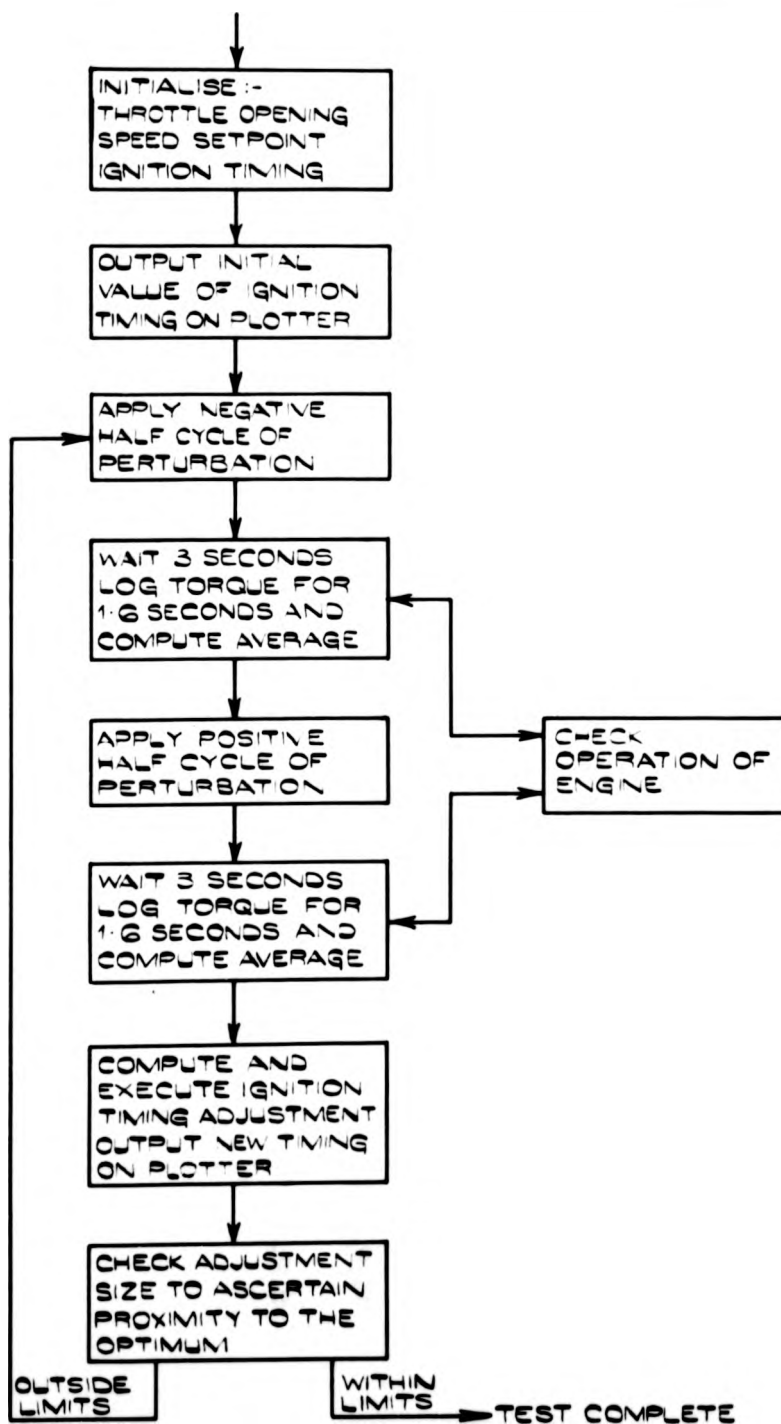 INITIALISE :-
THROTTLE OPENING
SPEED SETPOINT
IGNITION TIMING
OUTPUT INITIAL
VALUE OF IGNITION
TIMING ON PLOTTER
APPLY NEGATIVE
HALF CYCLE OF
PERTURBATION
WAIT 3 SECONDS
LOG TORQUE FOR
1·6 SECONDS AND
COMPUTE AVERAGE
APPLY POSITIVE
HALF CYCLE OF
PERTURBATION
CHECK
OPERATION OF
ENGINE
WAIT 3 SECONDS
LOG TORQUE FOR
1·6 SECONDS AND
COMPUTE AVERAGE
COMPUTE AND
EXECUTE IGNITION
TIMING ADJUSTMENT
OUTPUT NEW TIMING
ON PLOTTER
CHECK ADJUSTMENT
SIZE TO ASCERTAIN
PROXIMITY TO THE
OPTIMUM
OUTSIDE
LIMITS
WITHIN
LIMITS
TEST COMPLETE